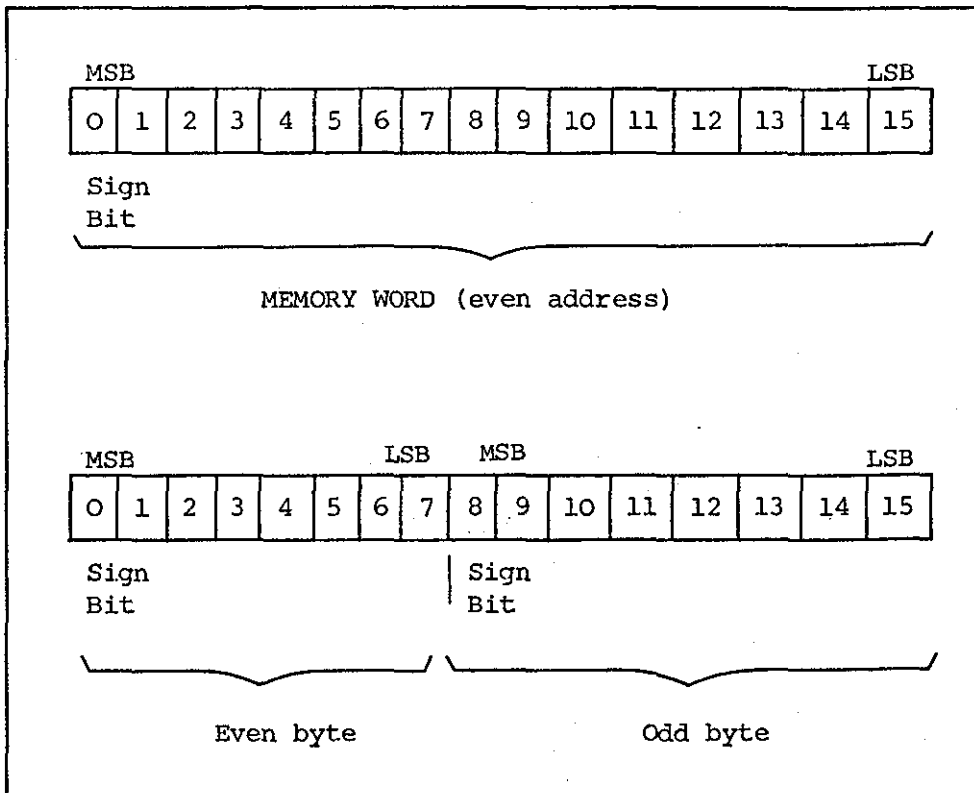 MSB LSB
0 1 2 3 4 5 6 7 8 9 10 11 12 13 14 15
Sign
Bit
MEMORY WORD (even address)
MSB LSB MSB LSB
0 1 2 3 4 5 6 7 8 9 10 11 12 13 14 15
Sign Sign
Bit Bit
Even byte Odd byte